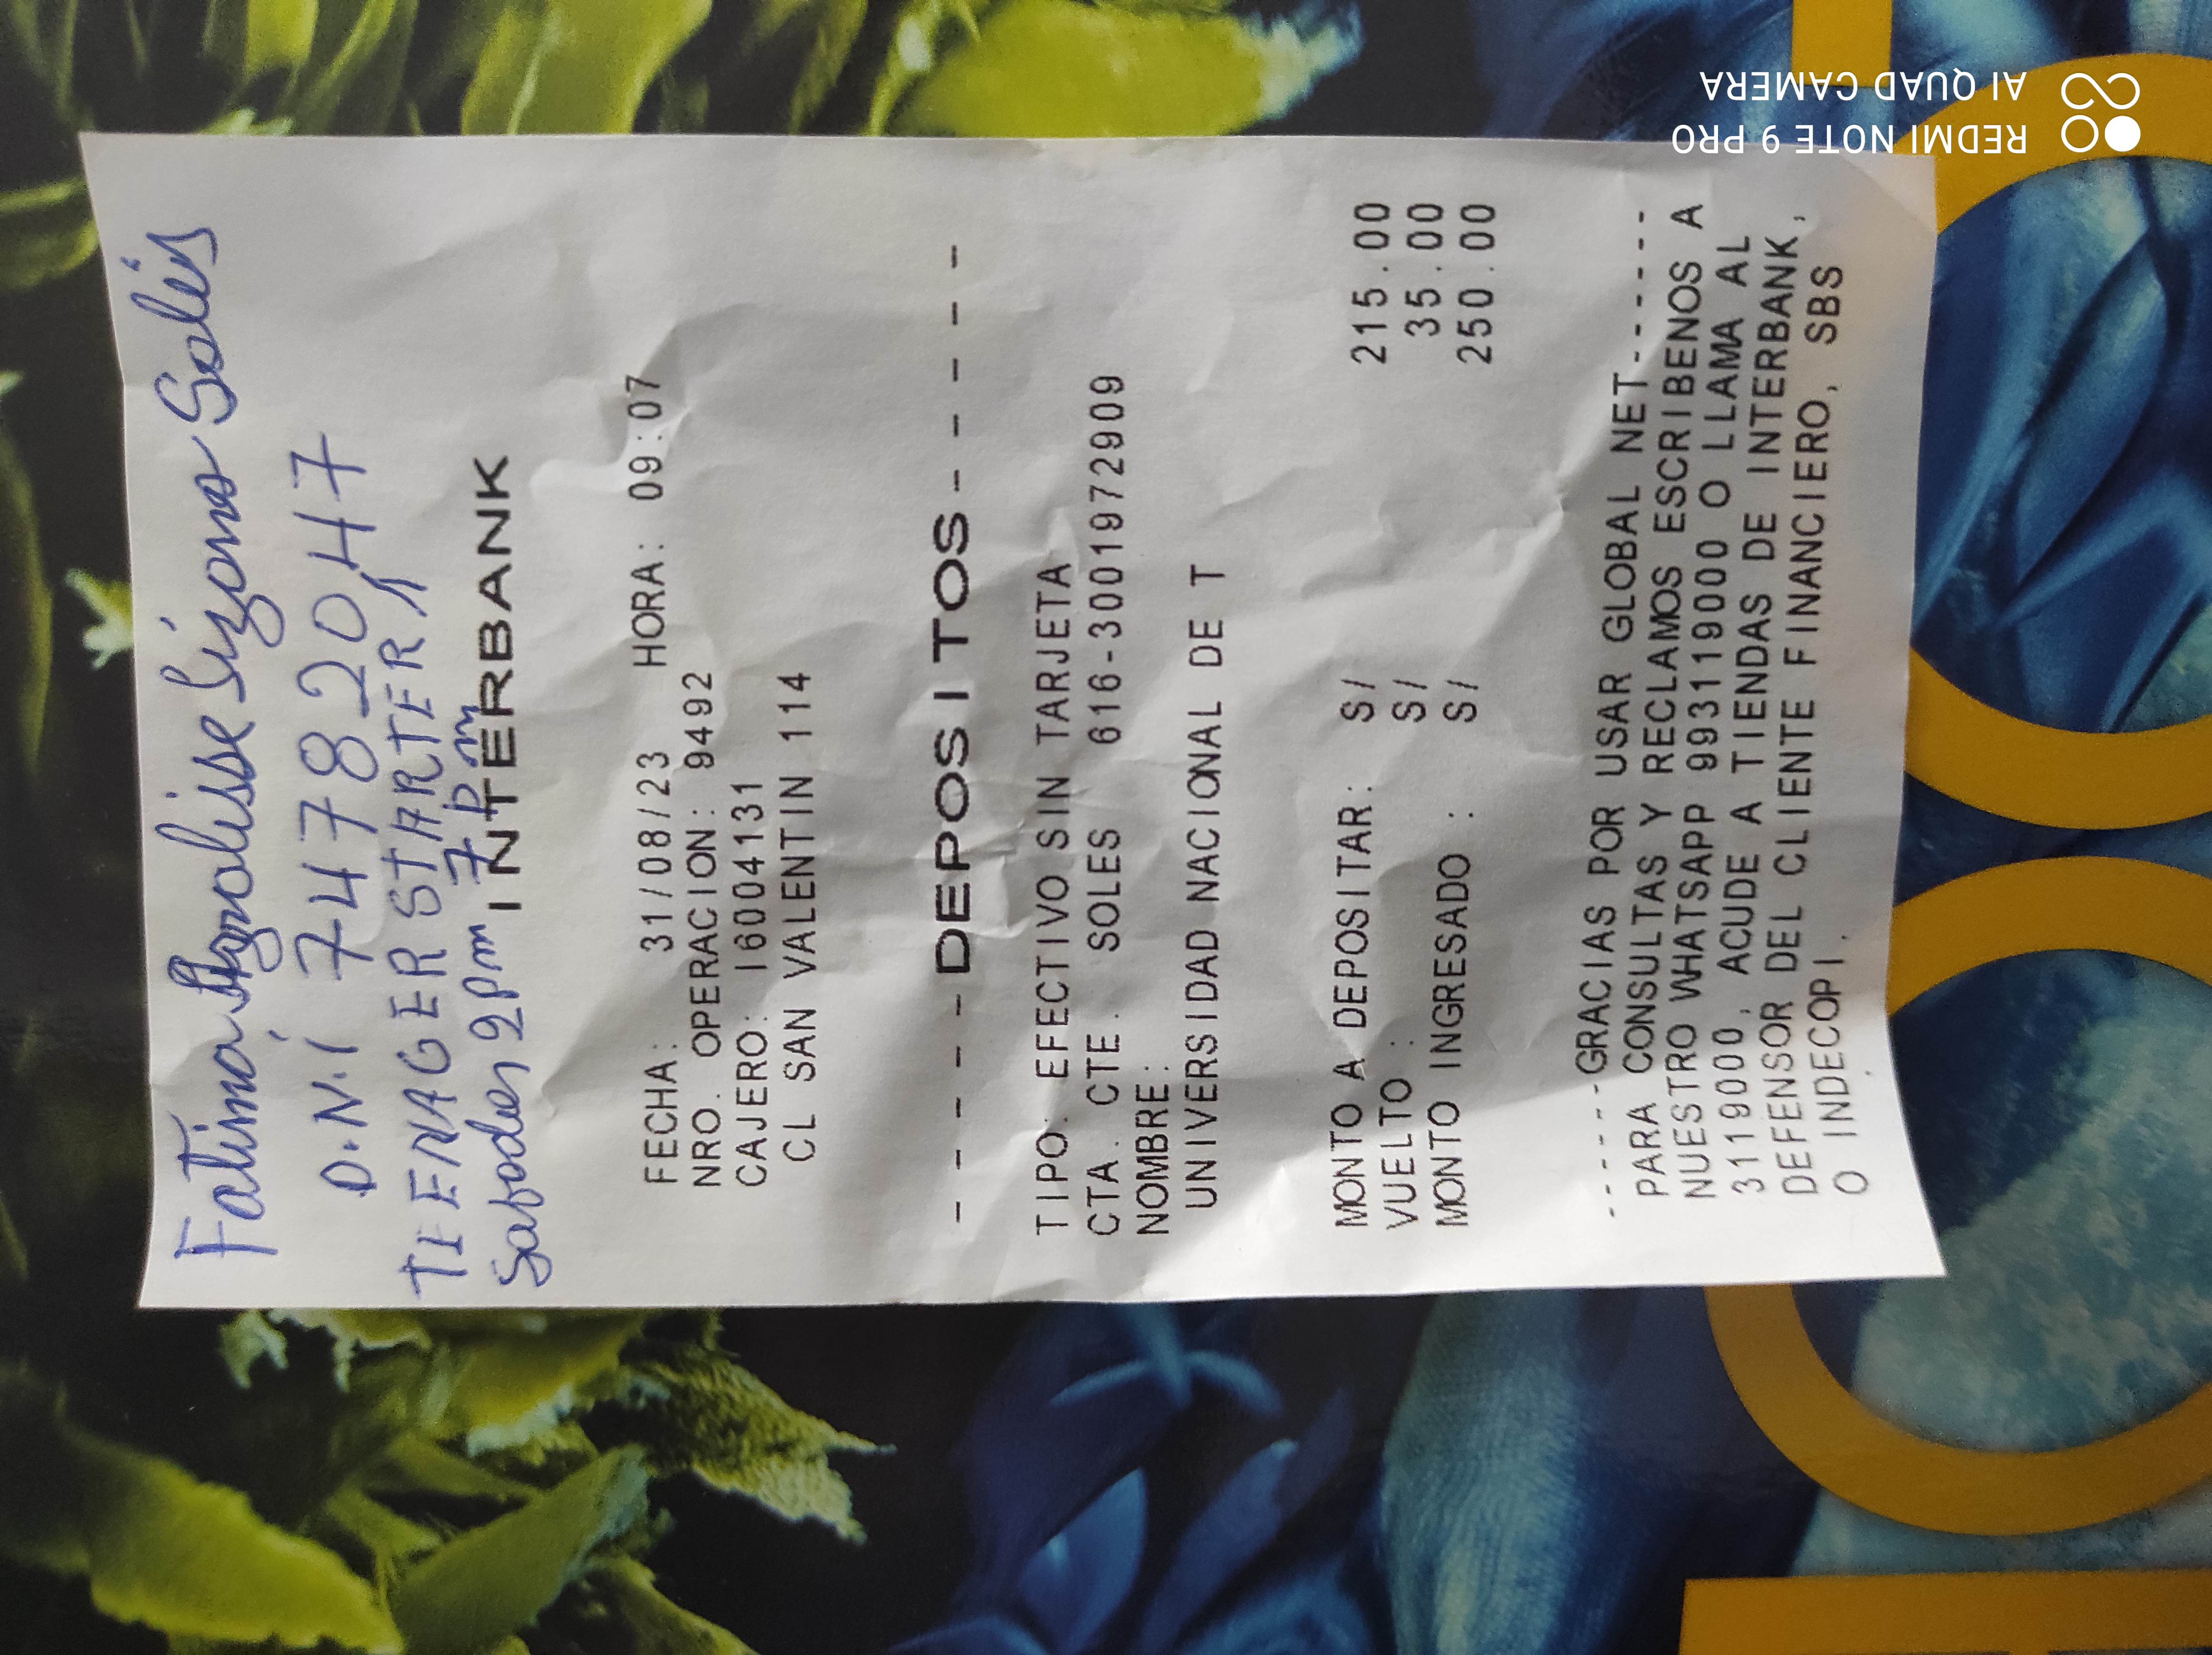 Fatima Anolisse Lizana Solis
D.N.I 74782047
TEENAGER STARTER 1
Sabados 2pm 7 pm
INTERBANK
FECHA: 31/08/23 HORA: 09:07
NRO. OPERACION: 9492
CAJERO: 16004131
CL SAN VALENTIN 114
- - - - DEPOSITOS - - - -
TIPO: EFECTIVO SIN TARJETA
CTA. CTE. SOLES 616-3001972909
NOMBRE:
UNIVERSIDAD NACIONAL DE T
MONTO A DEPOSITAR: S/ 215.00
VUELTO : S/ 35.00
MONTO INGRESADO : S/ 250.00
-----GRACIAS POR USAR GLOBAL NET------
PARA CONSULTAS Y RECLAMOS ESCRIBENOS A
NUESTRO WHATSAPP 993119000 O LLAMA AL
3119000, ACUDE A TIENDAS DE INTERBANK,
DEFENSOR DEL CLIENTE FINANCIERO, SBS
O INDECOPI.
REDMI NOTE 9 PRO
AI QUAD CAMERA